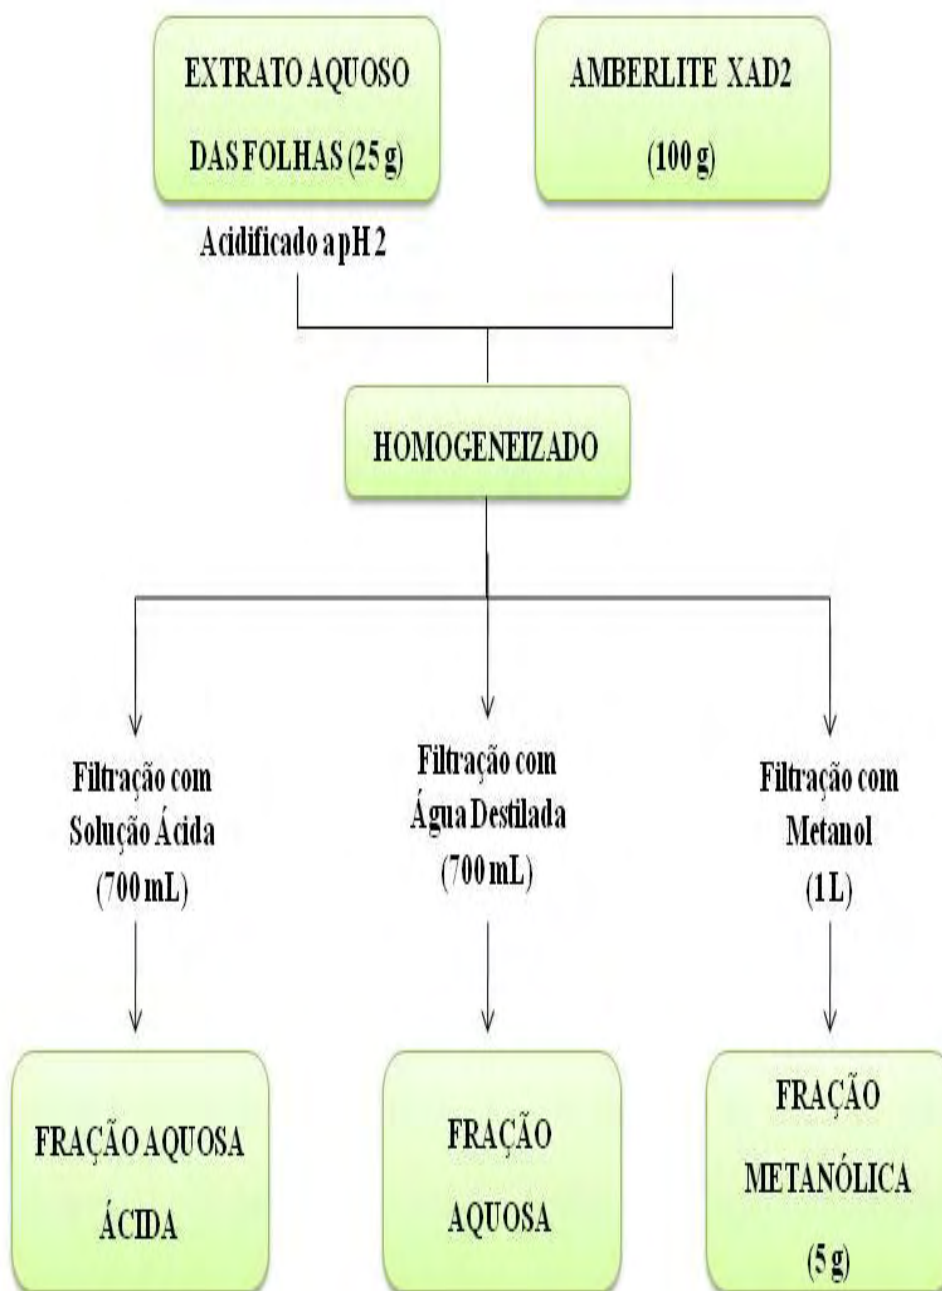 EXTRATO AQUOSO
DAS FOLHAS (25 g)
AMBERLITE XAD2
(100 g)
Acidificado a pH 2
HOMOGENEIZADO
Filtração com
Solução Ácida
(700 mL)
Filtração com
Água Destilada
(700 mL)
Filtração com
Metanol
(1 L)
FRAÇÃO AQUOSA
ÁCIDA
FRAÇÃO
AQUOSA
FRAÇÃO
METANÓLICA
(5 g)